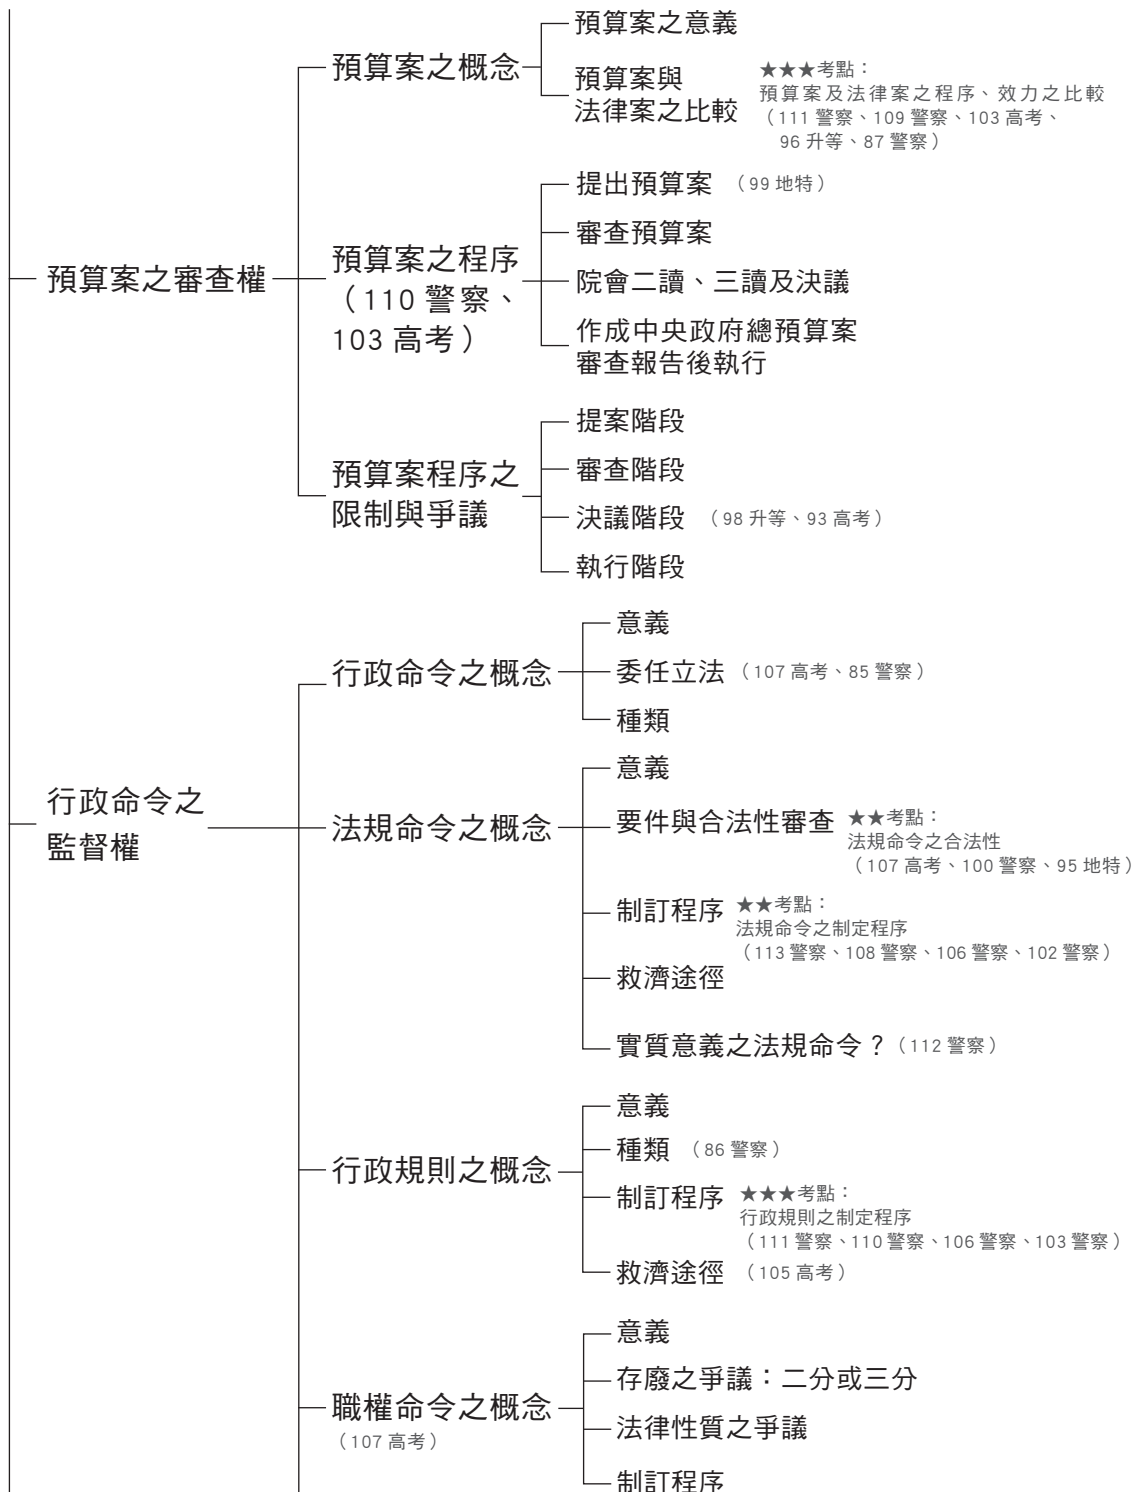 預算案之審查權
預算案之概念
預算案之意義
預算案與
法律案之比較
★★★考點：
預算案及法律案之程序、效力之比較
（111 警察、109 警察、103 高考、
96 升等、87 警察）
預算案之程序
（110 警察、
103 高考）
提出預算案 （99 地特）
審查預算案
院會二讀、三讀及決議
作成中央政府總預算案
審查報告後執行
預算案程序之
限制與爭議
提案階段
審查階段
決議階段 （98 升等、93 高考）
執行階段
行政命令之
監督權
行政命令之概念
意義
委任立法 （107 高考、85 警察）
種類
法規命令之概念
意義
要件與合法性審查 ★★考點：
法規命令之合法性
（107 高考、100 警察、95 地特）
制訂程序 ★★考點：
法規命令之制定程序
（113 警察、108 警察、106 警察、102 警察）
救濟途徑
實質意義之法規命令？（112 警察）
行政規則之概念
意義
種類 （86 警察）
制訂程序 ★★★考點：
行政規則之制定程序
（111 警察、110 警察、106 警察、103 警察）
救濟途徑 （105 高考）
職權命令之概念
（107 高考）
意義
存廢之爭議：二分或三分
法律性質之爭議
制訂程序